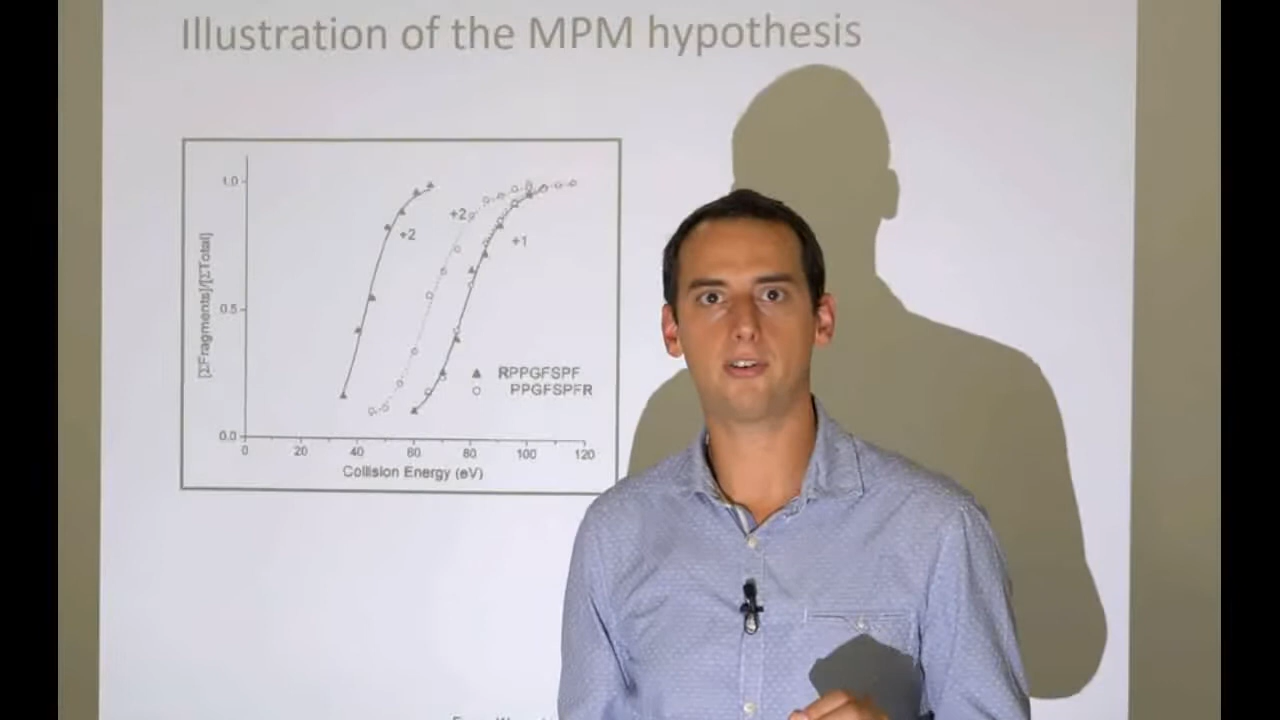 Illustration of the MPM hypothesis
1.0
+2
+2
+1
[ΣFragments]/[ΣTotal]
0.5
RPPGFSPF
PPGFSPFR
0.0
0 20 40 60 80 100 120
Collision Energy (eV)